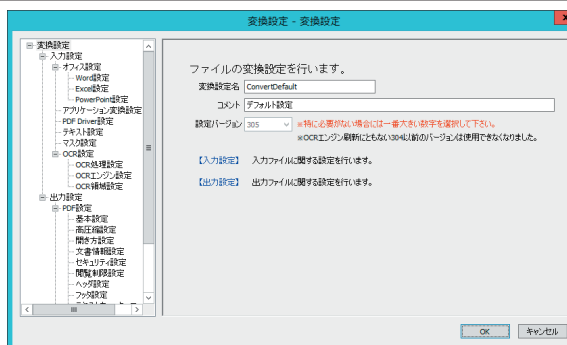 変換設定 - 変換設定
変換設定
入力設定
オフィス設定
Word設定
Excel設定
PowerPoint設定
アプリケーション変換設定
PDF Driver設定
テキスト設定
マスク設定
OCR設定
OCR処理設定
OCRエンジン設定
OCR領域設定
出力設定
PDF設定
基本設定
高圧縮設定
開き方設定
文書情報設定
セキュリティ設定
閲覧制限設定
ヘッダ設定
フッタ設定
ファイルの変換設定を行います。
変換設定名 ConvertDefault
コメント デフォルト設定
設定バージョン 305 ※特に必要がない場合には一番大きい数字を選択して下さい。
※OCRエンジン刷新にともない304以前のバージョンは使用できなくなりました。
【入力設定】 入力ファイルに関する設定を行います。
【出力設定】 出力ファイルに関する設定を行います。
OK キャンセル